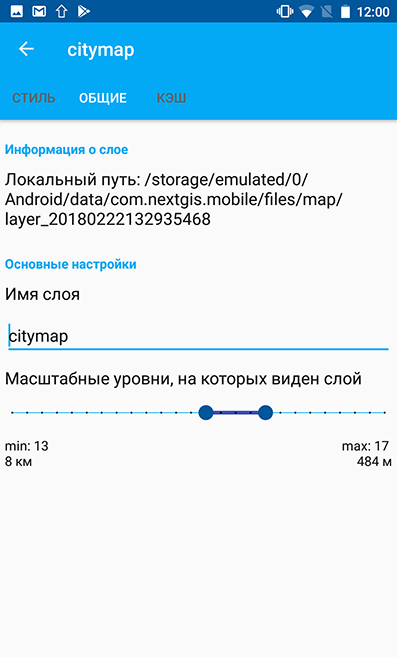 12:00
citymap
СТИЛЬ ОБЩИЕ КЭШ
Информация о слое
Локальный путь: /storage/emulated/0/
Android/data/com.nextgis.mobile/files/map/
layer_20180222132935468
Основные настройки
Имя слоя
citymap
Масштабные уровни, на которых виден слой
min: 13 max: 17
8 км 484 м